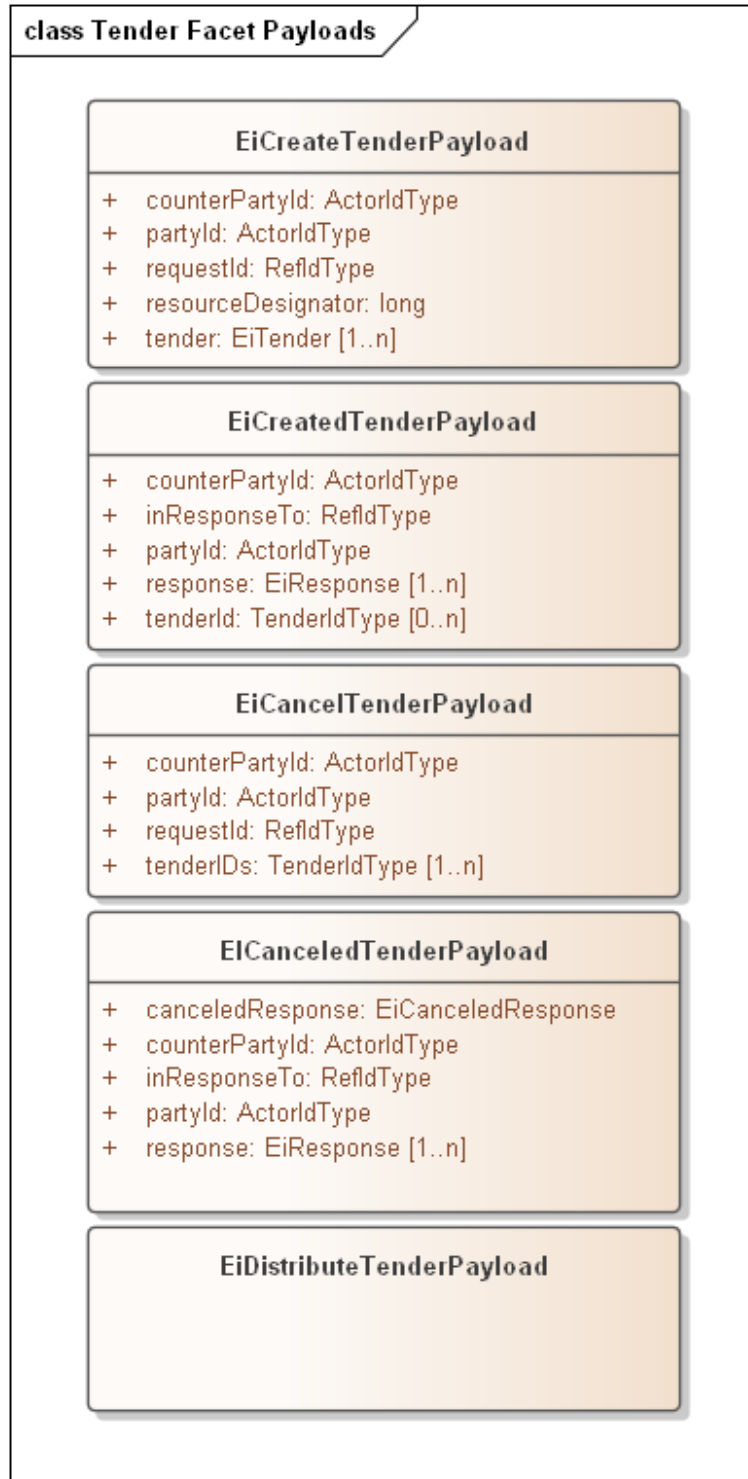 class Tender Facet Payloads
EiCreateTenderPayload
+ counterPartyId: ActorIdType
+ partyId: ActorIdType
+ requestId: RefIdType
+ resourceDesignator: long
+ tender: EiTender [1..n]
EiCreatedTenderPayload
+ counterPartyId: ActorIdType
+ inResponseTo: RefIdType
+ partyId: ActorIdType
+ response: EiResponse [1..n]
+ tenderId: TenderIdType [0..n]
EiCancelTenderPayload
+ counterPartyId: ActorIdType
+ partyId: ActorIdType
+ requestId: RefIdType
+ tenderIDs: TenderIdType [1..n]
EICanceledTenderPayload
+ canceledResponse: EiCanceledResponse
+ counterPartyId: ActorIdType
+ inResponseTo: RefIdType
+ partyId: ActorIdType
+ response: EiResponse [1..n]
EiDistributeTenderPayload